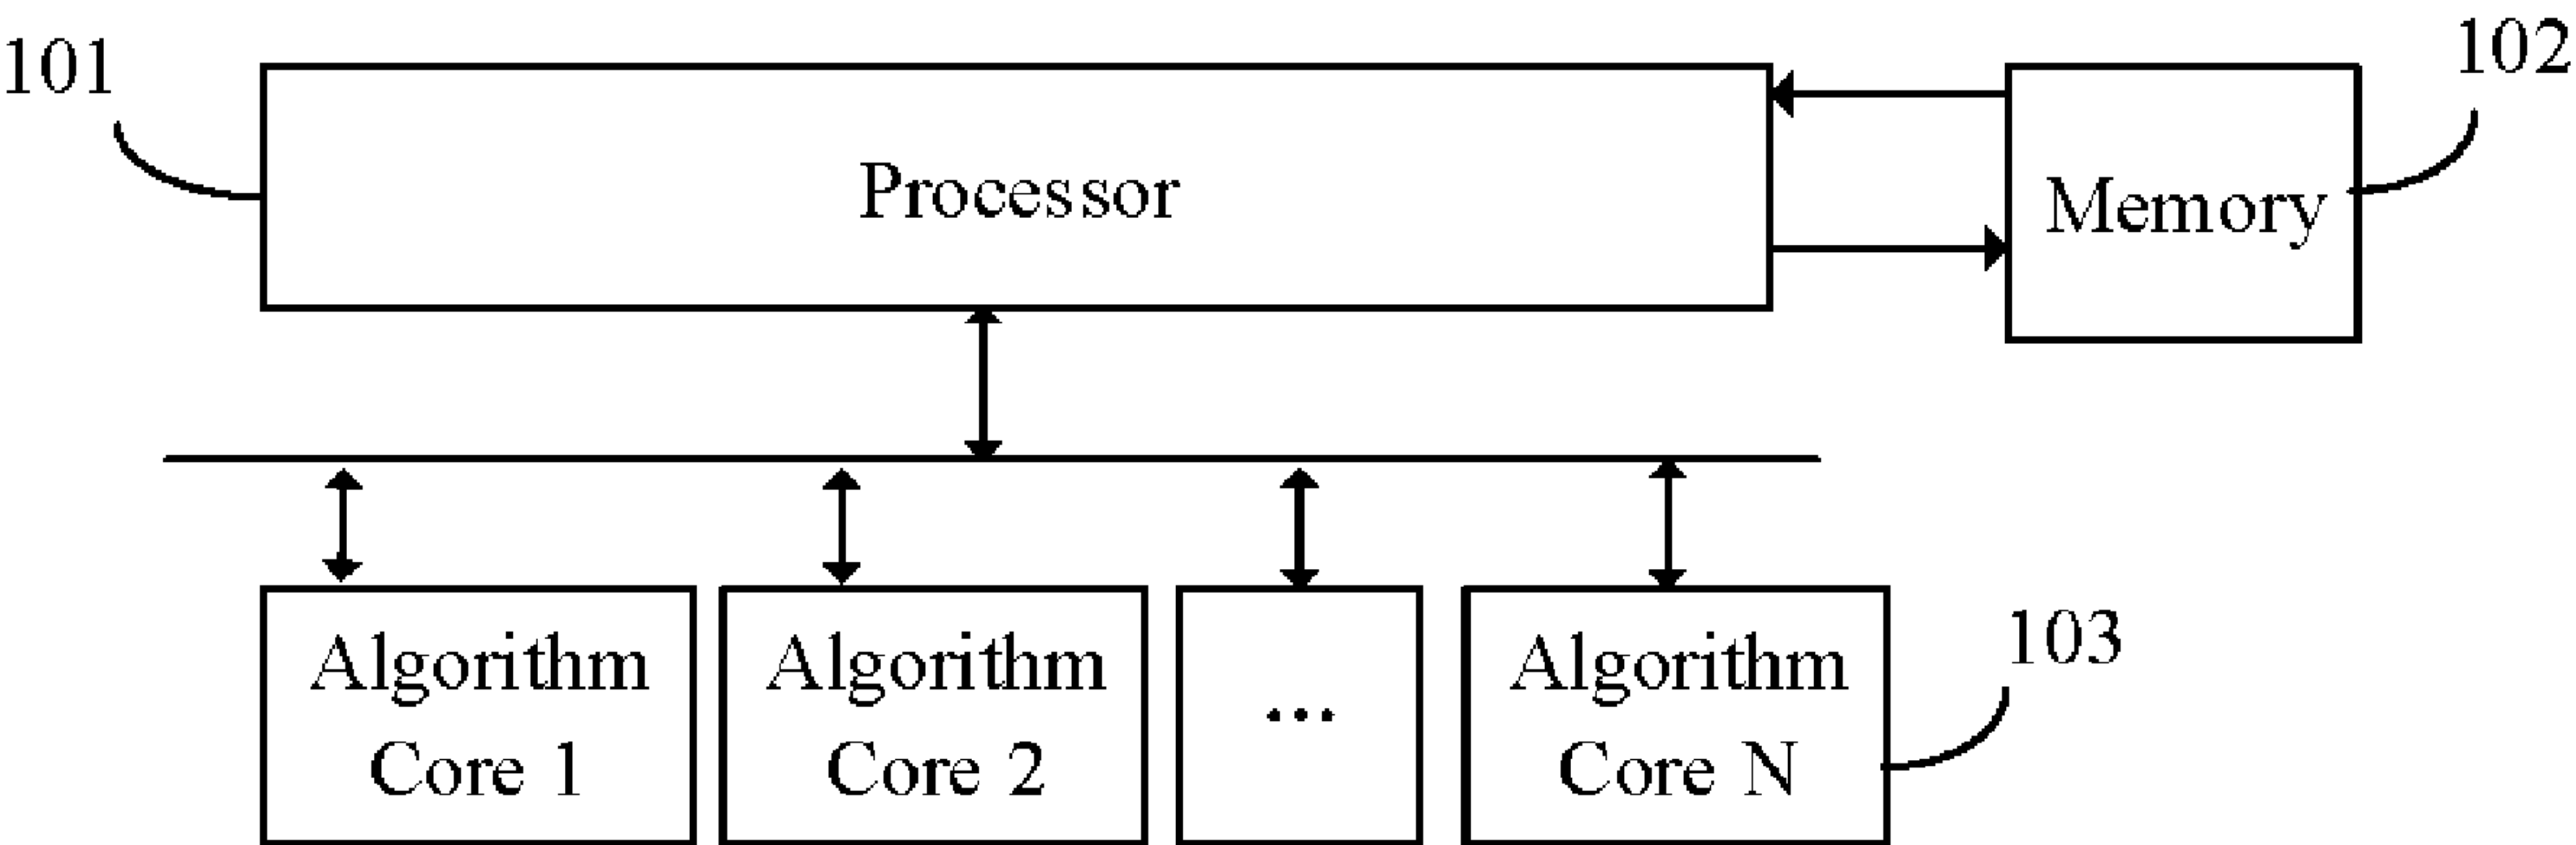 101
102
Processor
Memory
Algorithm
Core 1
Algorithm
Core 2
...
Algorithm
Core N
103